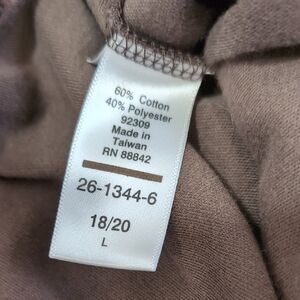 60% Cotton
40% Polyester
92309
Made in
Taiwan
RN 88842
26-1344-6
18/20
L